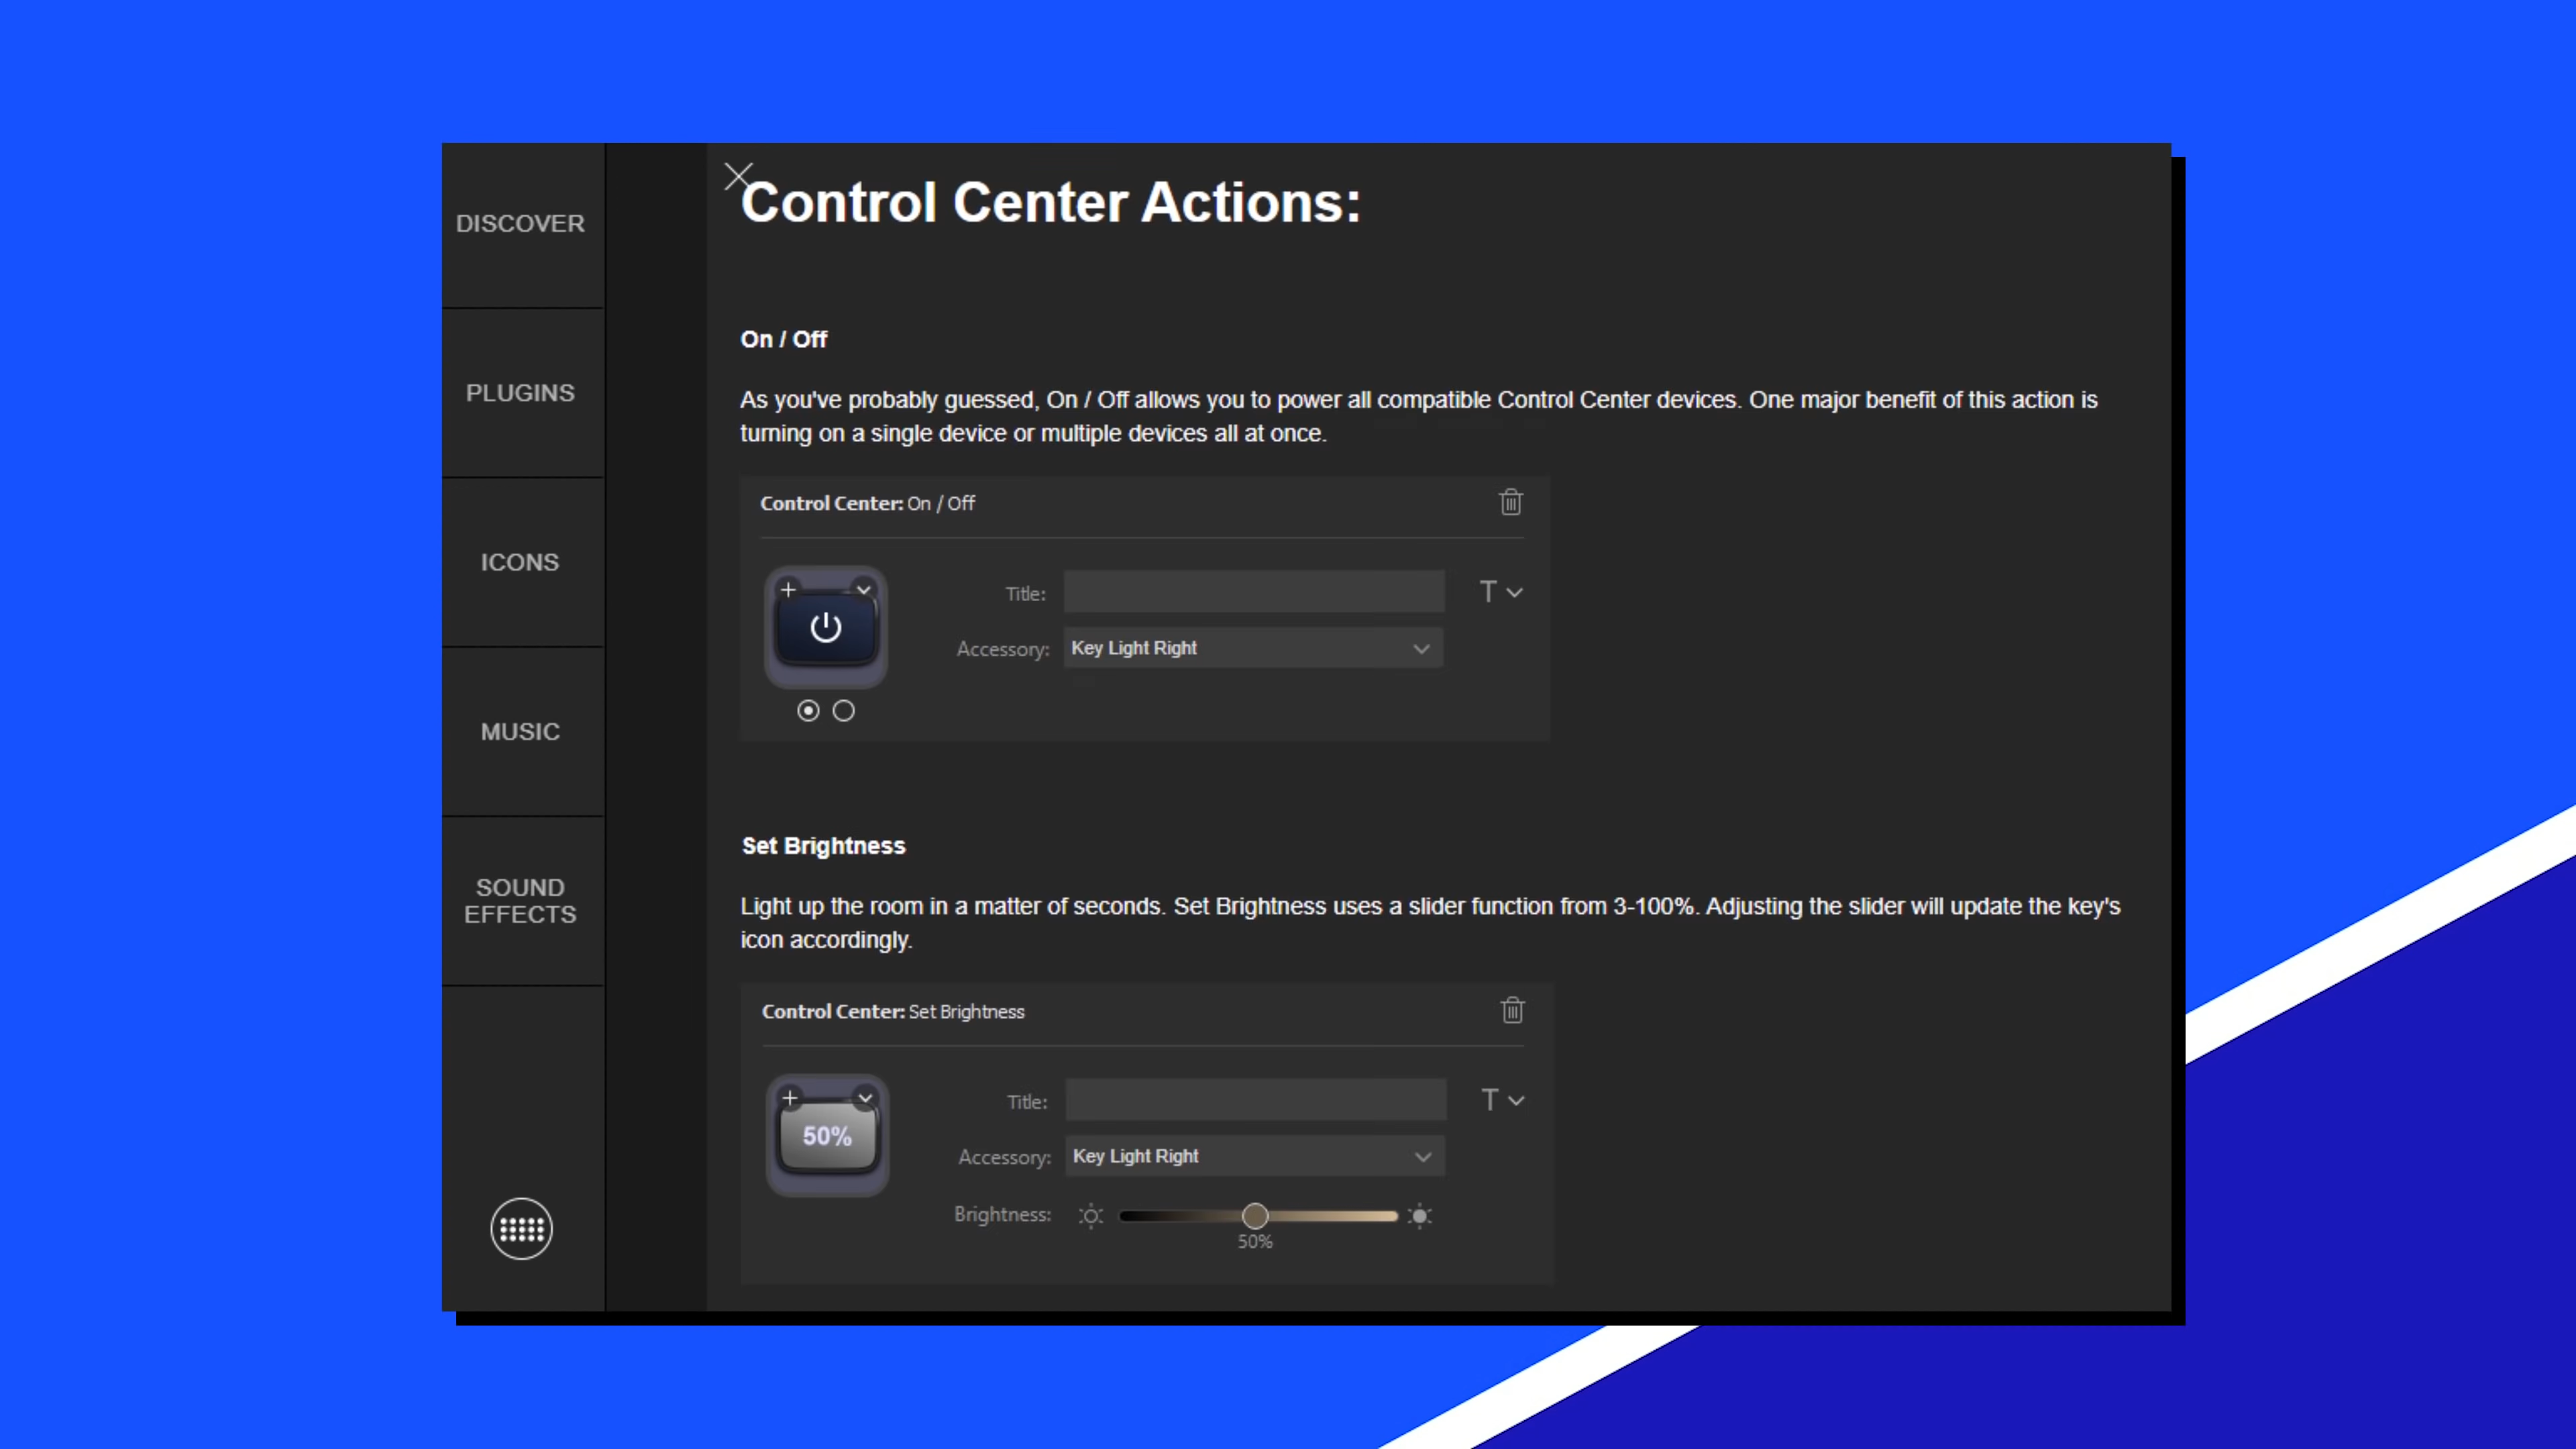 DISCOVER
PLUGINS
ICONS
MUSIC
SOUND
EFFECTS
Control Center Actions:
On / Off
As you've probably guessed, On / Off allows you to power all compatible Control Center devices. One major benefit of this action is
turning on a single device or multiple devices all at once.
Control Center: On / Off
Title:
T
Accessory: Key Light Right
Set Brightness
Light up the room in a matter of seconds. Set Brightness uses a slider function from 3-100%. Adjusting the slider will update the key's
icon accordingly.
Control Center: Set Brightness
50%
Title:
T
Accessory: Key Light Right
Brightness:
50%